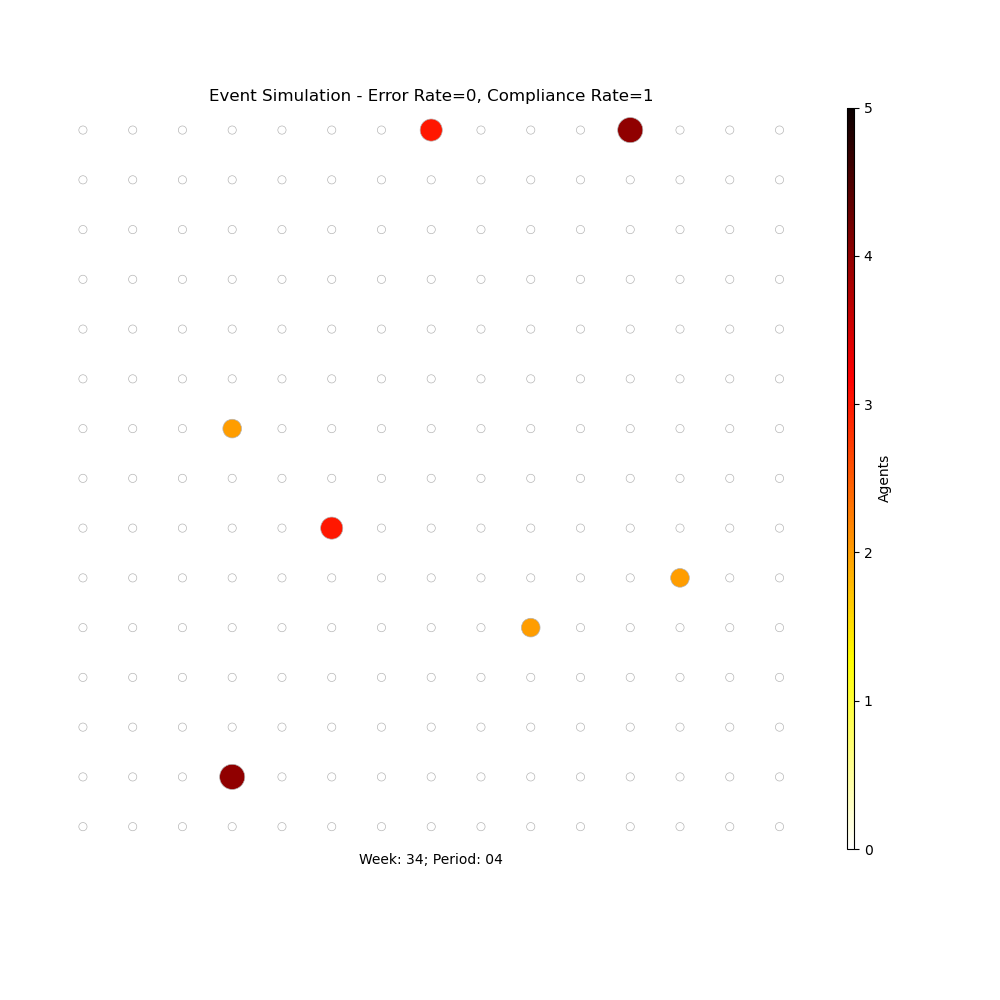 Event Simulation - Error Rate=0, Compliance Rate=1
5
4
3
2
1
0
Agents
Week: 34; Period: 04